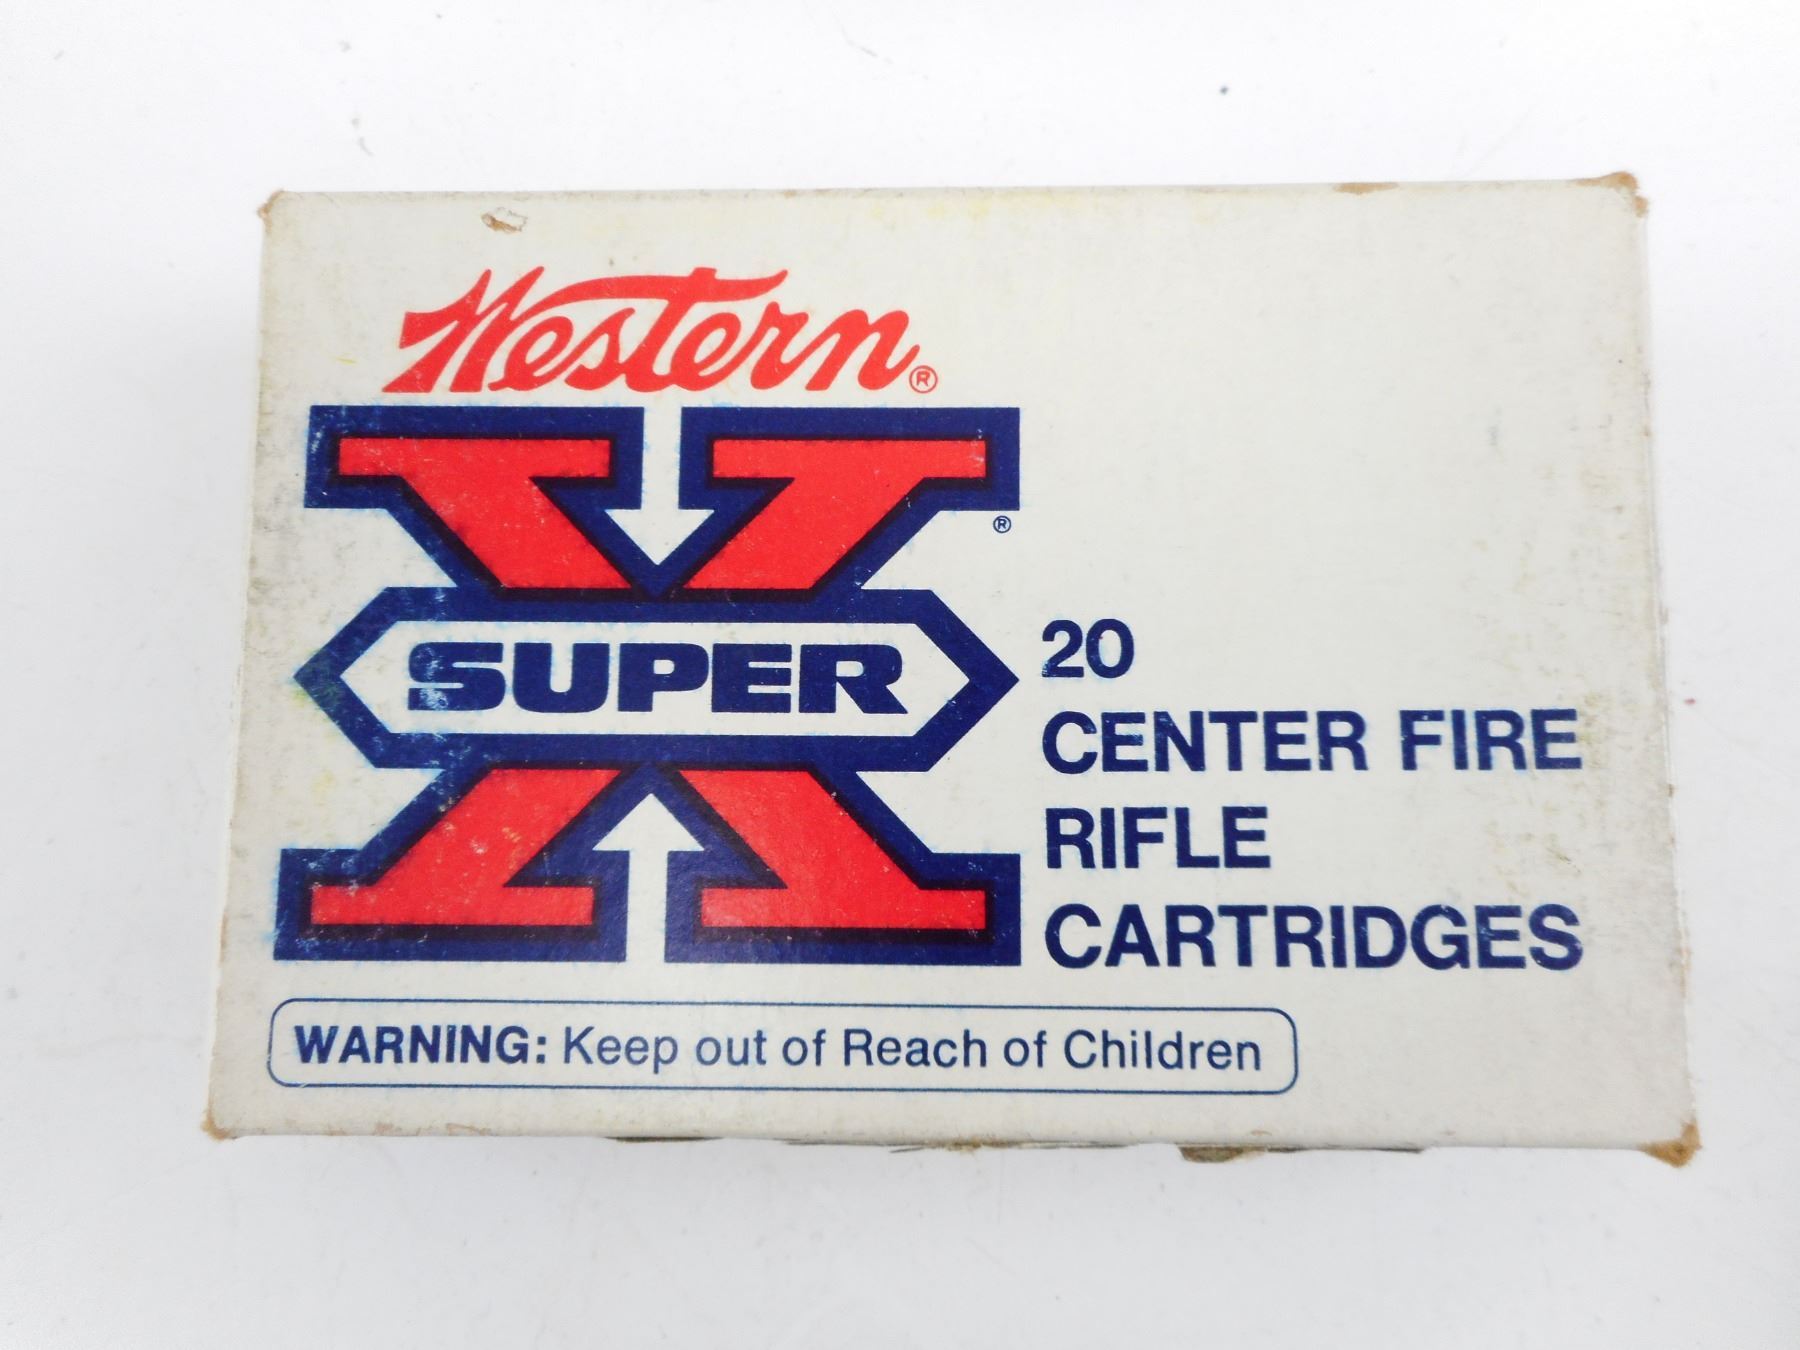 Western®
X®
SUPER
20
CENTER FIRE
RIFLE
CARTRIDGES
WARNING: Keep out of Reach of Children